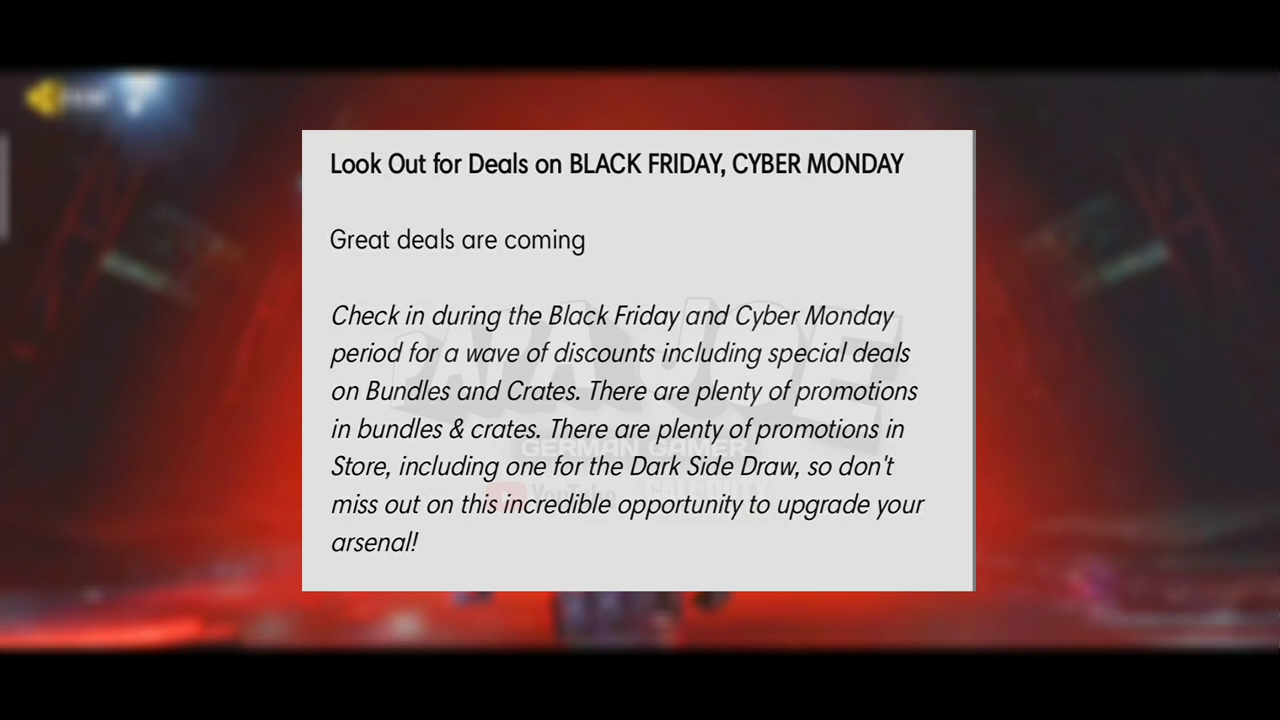 Look Out for Deals on BLACK FRIDAY, CYBER MONDAY
Great deals are coming
Check in during the Black Friday and Cyber Monday
period for a wave of discounts including special deals
on Bundles and Crates. There are plenty of promotions
in bundles & crates. There are plenty of promotions in
Store, including one for the Dark Side Draw, so don't
miss out on this incredible opportunity to upgrade your
arsenal!
GERMAN GAMER
YouTube